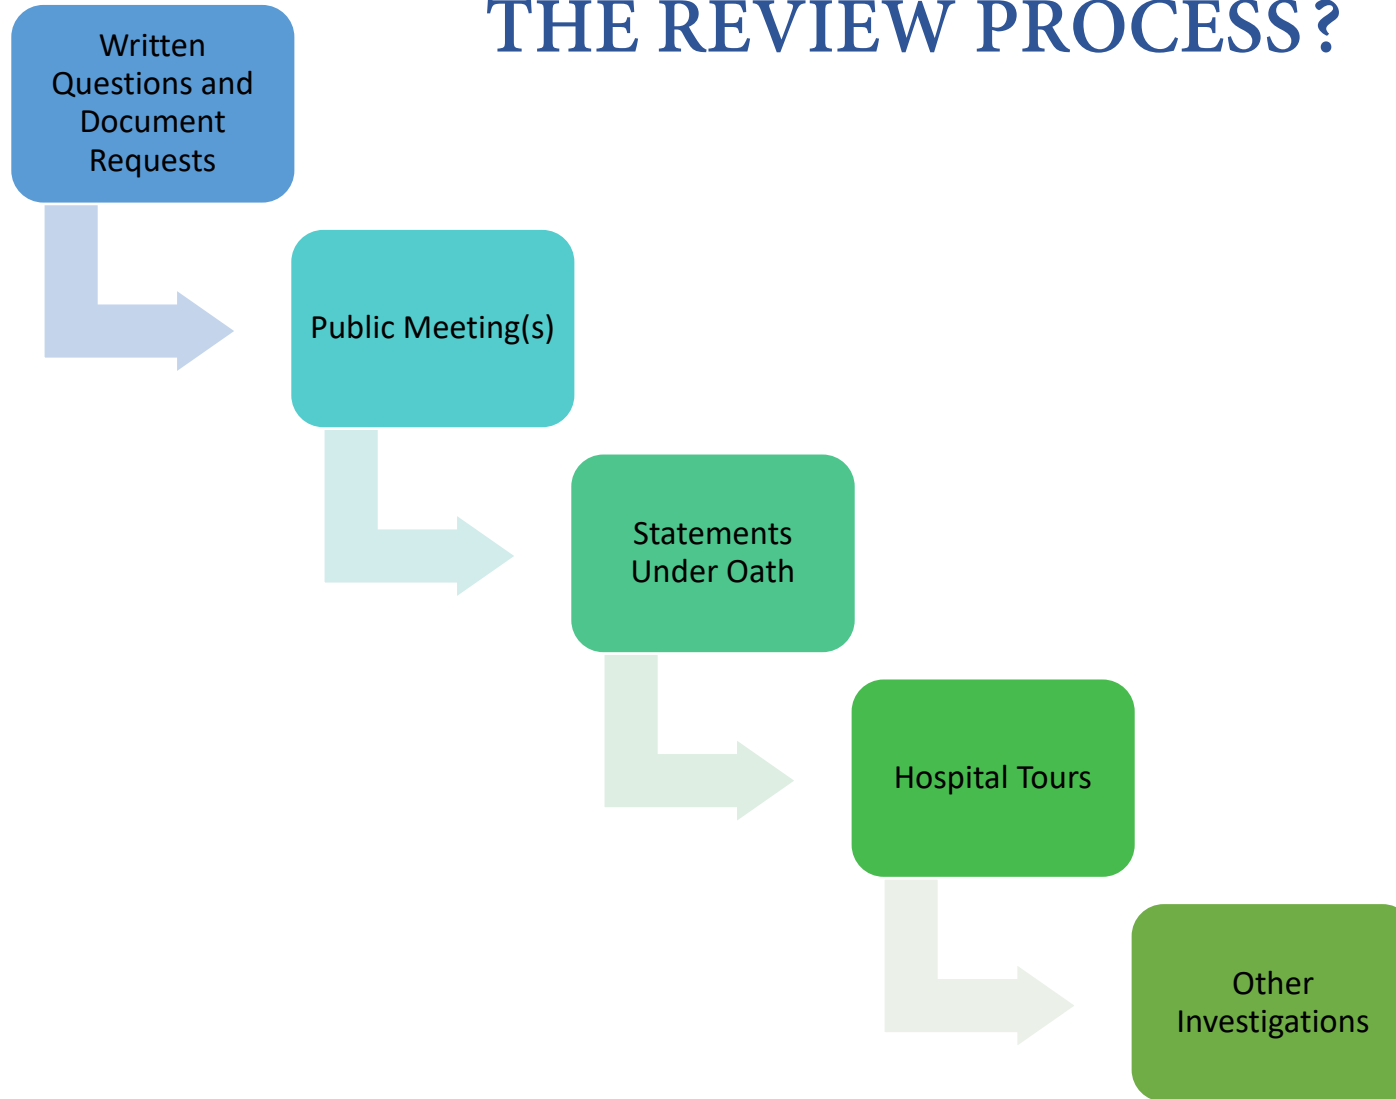 THE REVIEW PROCESS?
Written
Questions and
Document
Requests
Public Meeting(s)
Statements
Under Oath
Hospital Tours
Other
Investigations